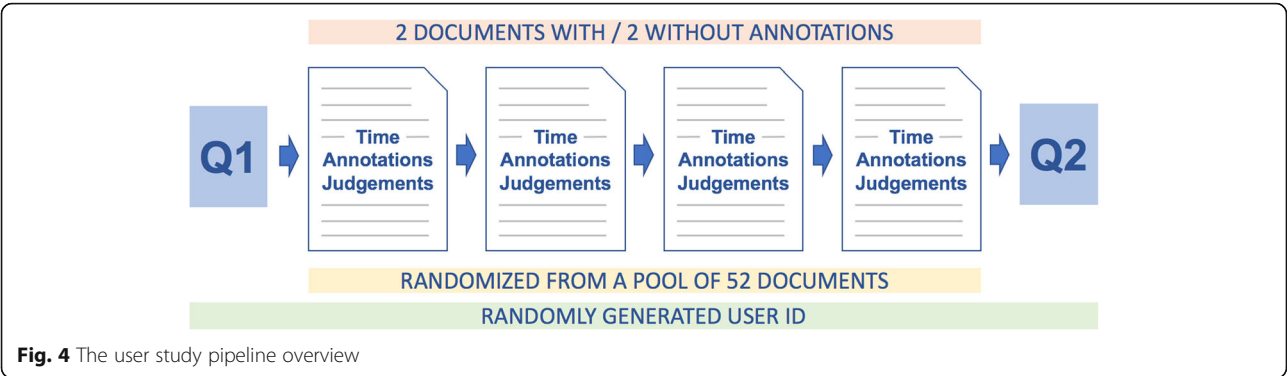 2 DOCUMENTS WITH / 2 WITHOUT ANNOTATIONS
Q1
Time
Annotations
Judgements
Time
Annotations
Judgements
Time
Annotations
Judgements
Time
Annotations
Judgements
Q2
RANDOMIZED FROM A POOL OF 52 DOCUMENTS
RANDOMLY GENERATED USER ID
Fig. 4 The user study pipeline overview